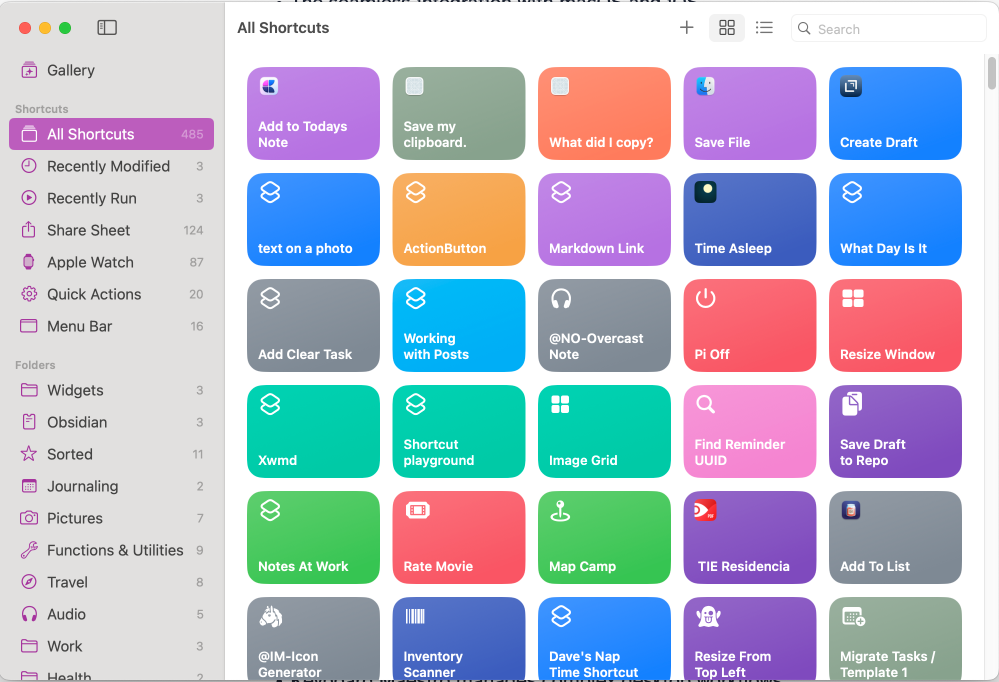 All Shortcuts
Search
Gallery
Shortcuts
All Shortcuts 485
Recently Modified 3
Recently Run 3
Share Sheet 124
Apple Watch 87
Quick Actions 20
Menu Bar 16
Folders
Widgets 3
Obsidian 3
Sorted 11
Journaling 2
Pictures 7
Functions & Utilities 9
Travel 8
Audio 5
Work 3
Health 2
Add to Todays
Note
Save my
clipboard.
What did I copy?
Save File
Create Draft
text on a photo
ActionButton
Markdown Link
Time Asleep
What Day Is It
Add Clear Task
Working
with Posts
@NO-Overcast
Note
Pi Off
Resize Window
Xwmd
Shortcut
playground
Image Grid
Find Reminder
UUID
Save Draft
to Repo
Notes At Work
Rate Movie
Map Camp
TIE Residencia
Add To List
@IM-Icon
Generator
Inventory
Scanner
Dave's Nap
Time Shortcut
Resize From
Top Left
Migrate Tasks /
Template 1